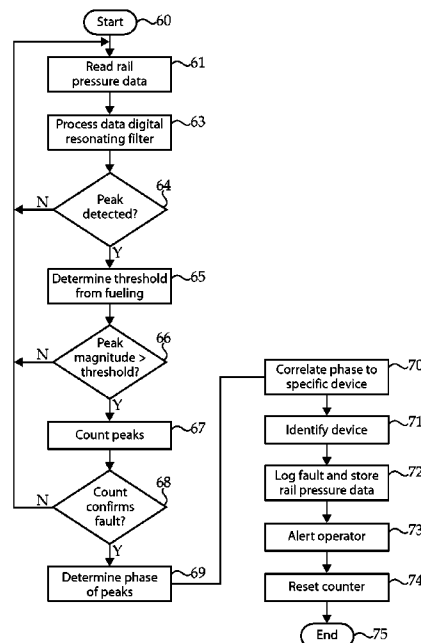 Start
60
Read rail
pressure data
61
Process data digital
resonating filter
63
Peak
detected?
64
N
Y
Determine threshold
from fueling
65
Peak
magnitude >
threshold?
66
N
Y
Count peaks
67
Count
confirms
fault?
68
N
Y
Determine phase
of peaks
69
Correlate phase to
specific device
70
Identify device
71
Log fault and store
rail pressure data
72
Alert operator
73
Reset counter
74
End
75